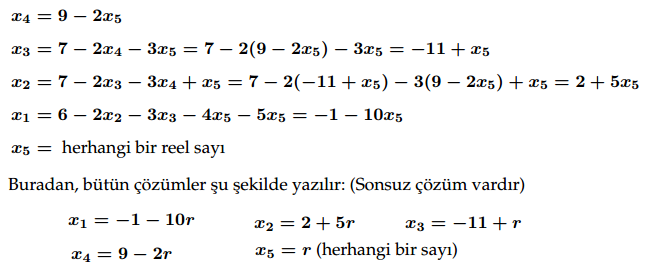 x₄ = 9 − 2x₅
x₃ = 7 − 2x₄ − 3x₅ = 7 − 2(9 − 2x₅) − 3x₅ = −11 + x₅
x₂ = 7 − 2x₃ − 3x₄ + x₅ = 7 − 2(−11 + x₅) − 3(9 − 2x₅) + x₅ = 2 + 5x₅
x₁ = 6 − 2x₂ − 3x₃ − 4x₅ − 5x₅ = −1 − 10x₅
x₅ = herhangi bir reel sayı
Buradan, bütün çözümler şu şekilde yazılır: (Sonsuz çözüm vardır)
x₁ = −1 − 10r x₂ = 2 + 5r x₃ = −11 + r
x₄ = 9 − 2r x₅ = r (herhangi bir sayı)